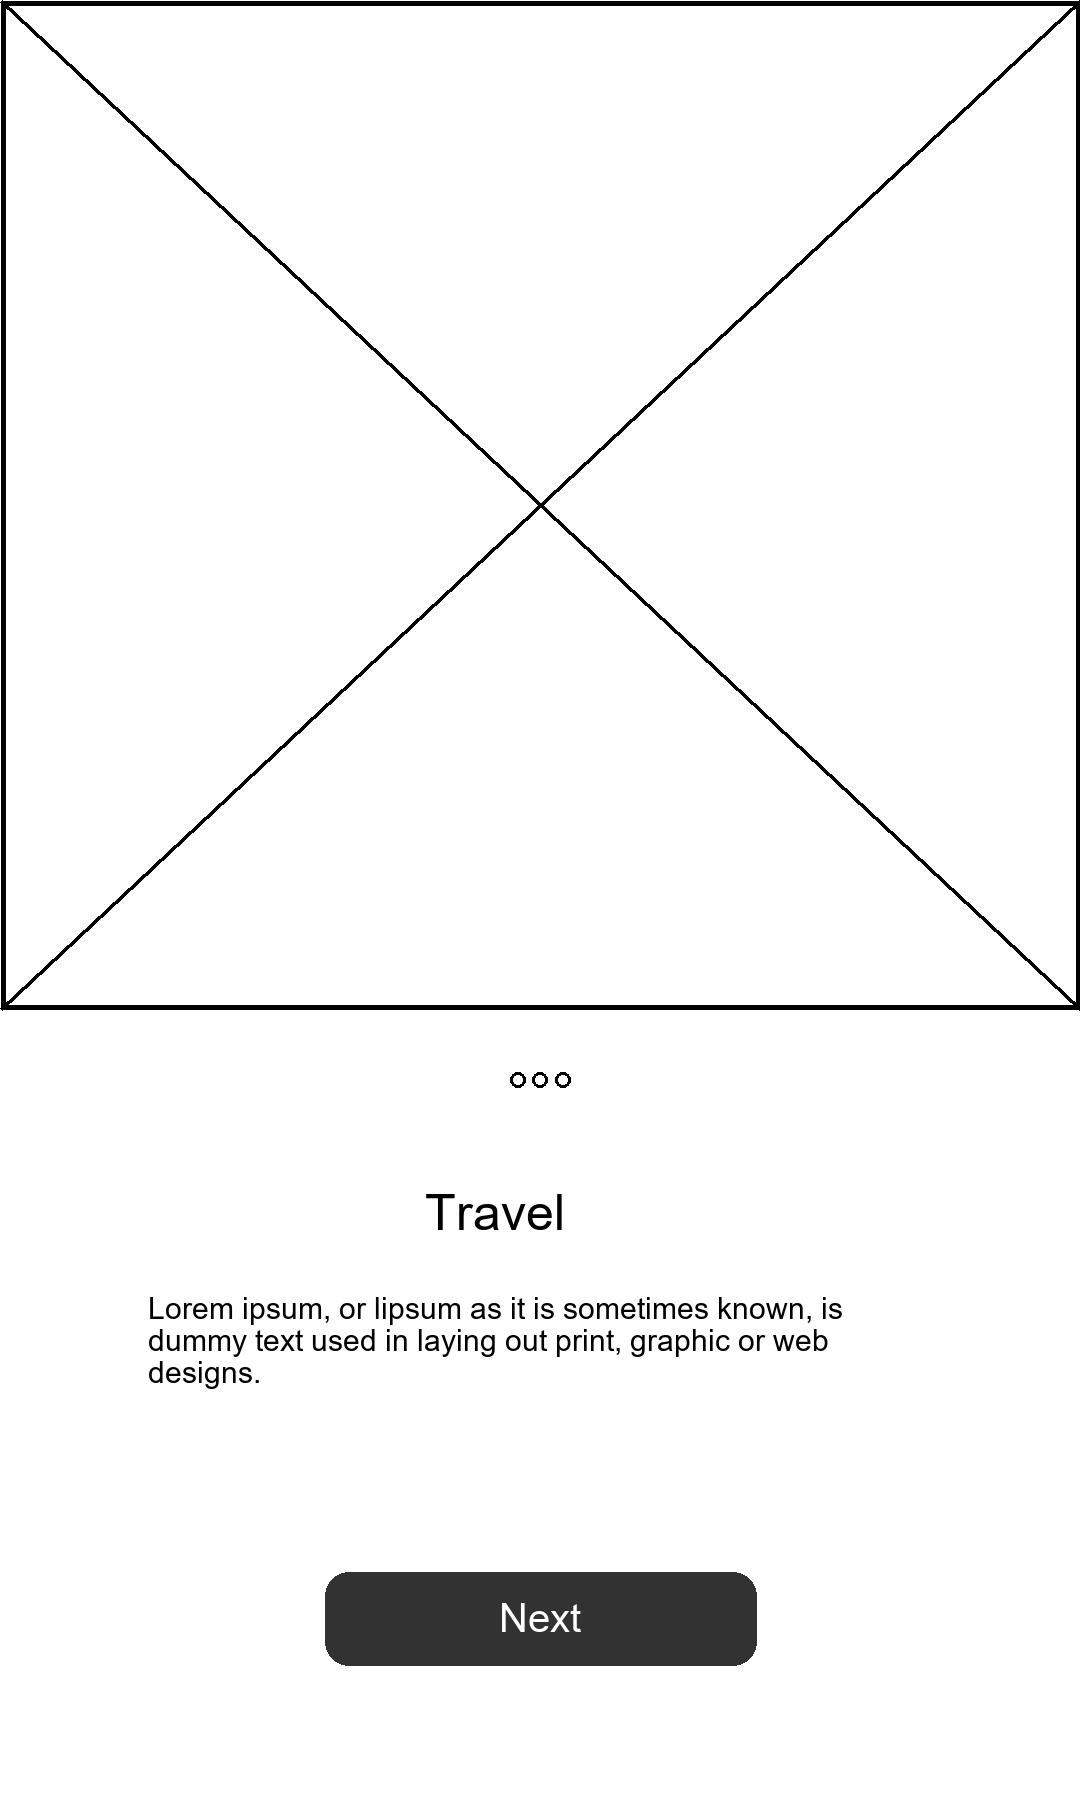 Travel
Lorem ipsum, or lipsum as it is sometimes known, is
dummy text used in laying out print, graphic or web
designs.
Next